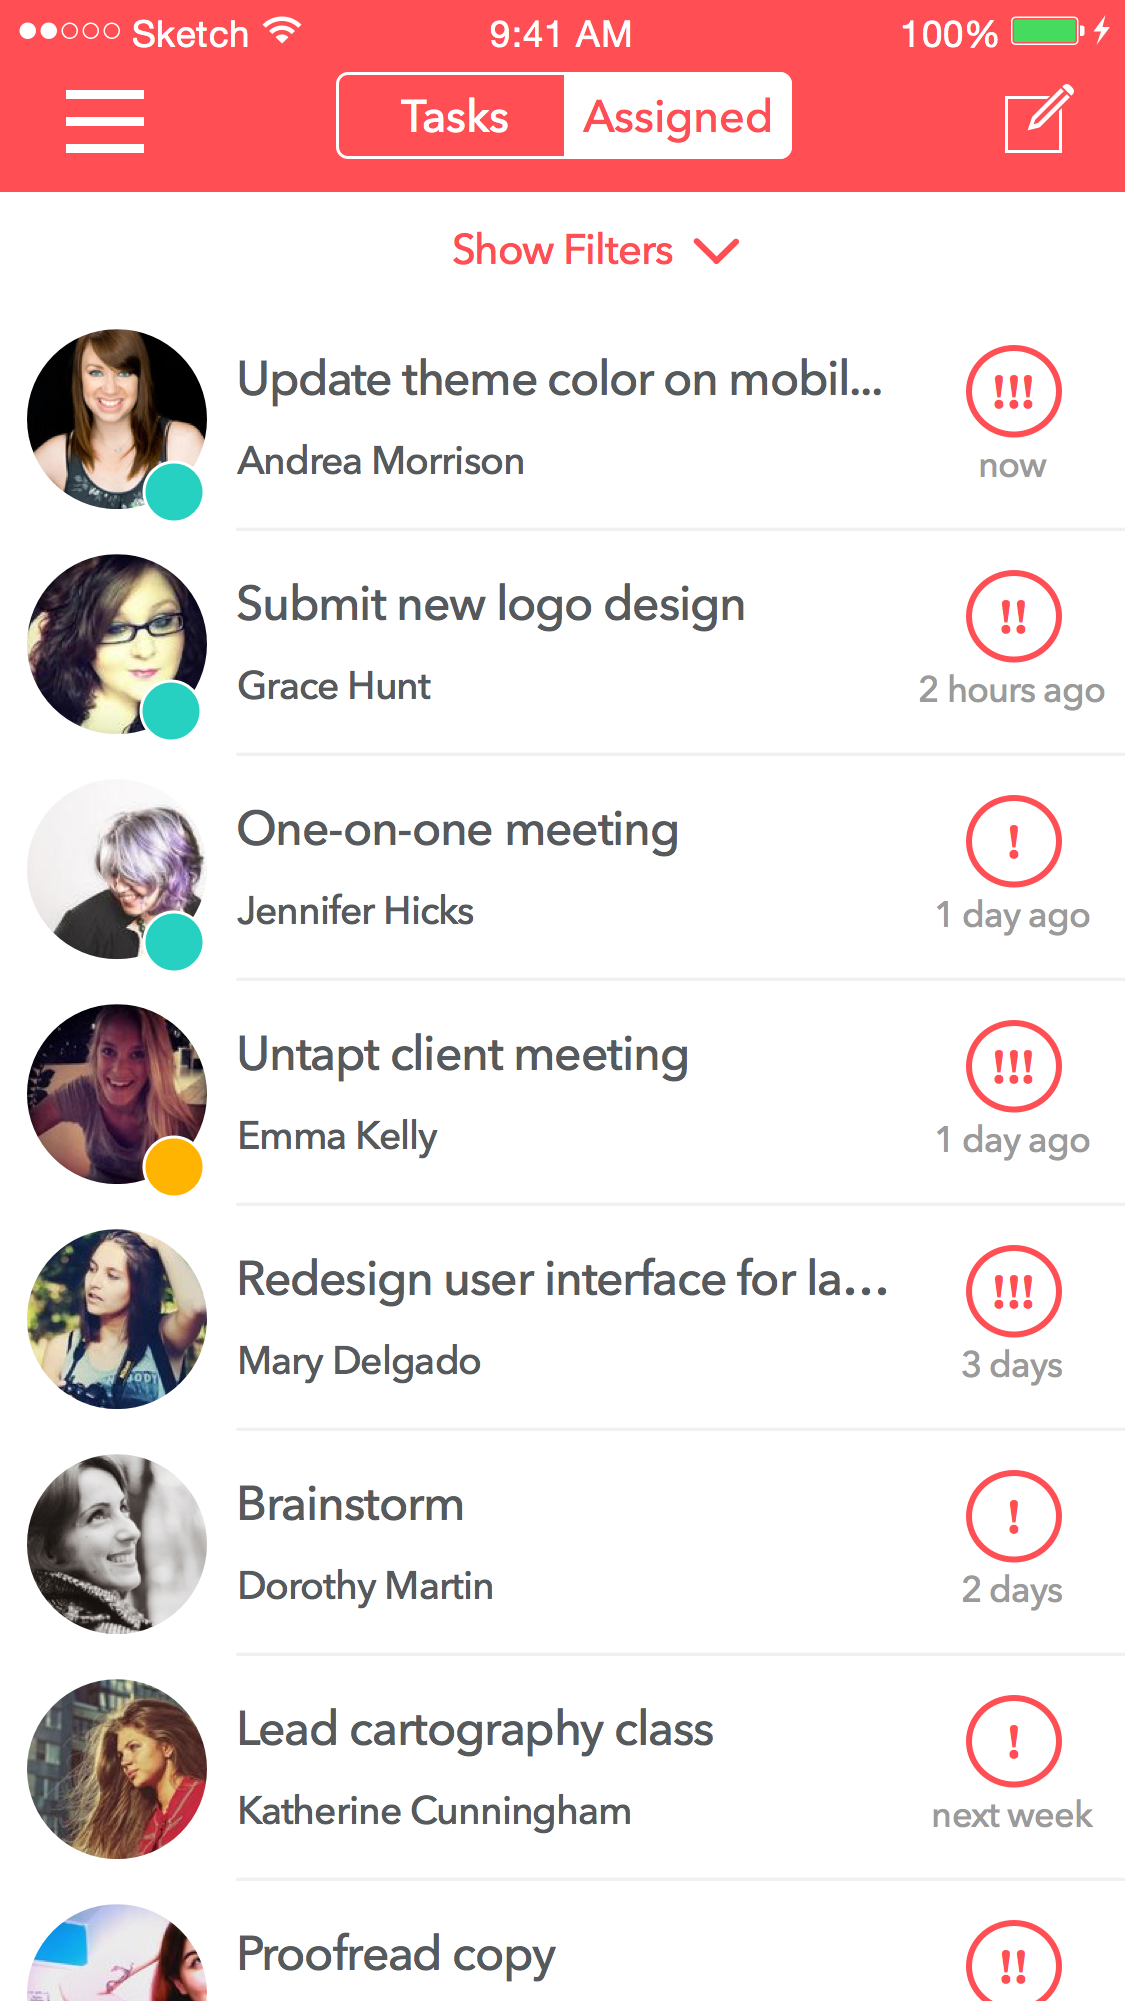 Sketch 9:41 AM 100%
Tasks Assigned
Show Filters
Update theme color on mobil...
!!!
Andrea Morrison
now
Submit new logo design
!!
Grace Hunt
2 hours ago
One-on-one meeting
!
Jennifer Hicks
1 day ago
Untapt client meeting
!!!
Emma Kelly
1 day ago
Redesign user interface for la...
!!!
Mary Delgado
3 days
Brainstorm
!
Dorothy Martin
2 days
Lead cartography class
!
Katherine Cunningham
next week
Proofread copy
!!